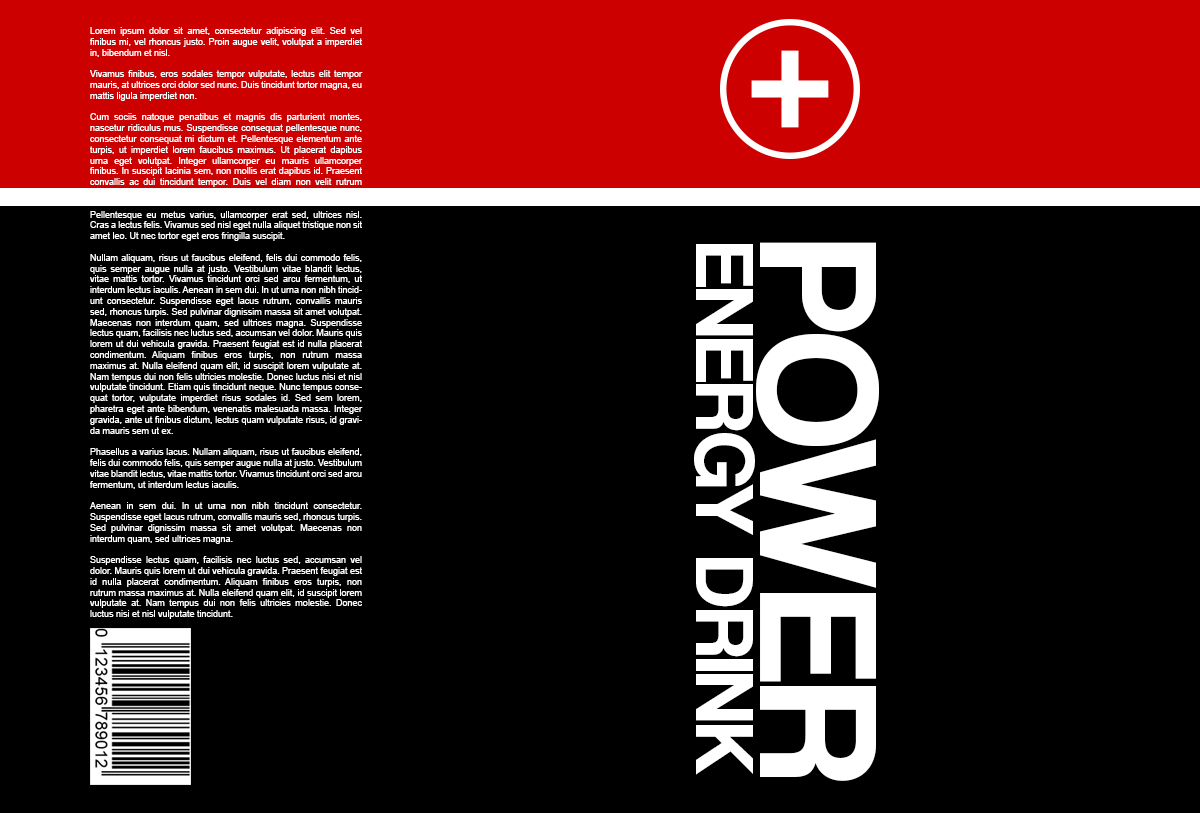 Lorem ipsum dolor sit amet, consectetur adipiscing elit. Sed vel
finibus mi, vel rhoncus justo. Proin augue velit, volutpat a imperdiet
in, bibendum et nisl.
Vivamus finibus, eros sodales tempor vulputate, lectus elit tempor
mauris, at ultrices orci dolor sed nunc. Duis tincidunt tortor magna, eu
mattis ligula imperdiet non.
Cum sociis natoque penatibus et magnis dis parturient montes,
nascetur ridiculus mus. Suspendisse consequat pellentesque nunc,
consectetur consequat mi dictum et. Pellentesque elementum ante
turpis, ut imperdiet lorem faucibus maximus. Ut placerat dapibus
urna eget volutpat. Integer ullamcorper eu mauris ullamcorper
finibus. In suscipit lacinia sem, non mollis erat dapibus id. Praesent
convallis ac dui tincidunt tempor. Duis vel diam non velit rutrum
Pellentesque eu metus varius, ullamcorper erat sed, ultrices nisl.
Cras a lectus felis. Vivamus sed nisl eget nulla aliquet tristique non sit
amet leo. Ut nec tortor eget eros fringilla suscipit.
Nullam aliquam, risus ut faucibus eleifend, felis dui commodo felis,
quis semper augue nulla at justo. Vestibulum vitae blandit lectus,
vitae mattis tortor. Vivamus tincidunt orci sed arcu fermentum, ut
interdum lectus iaculis. Aenean in sem dui. In ut urna non nibh tincid-
unt consectetur. Suspendisse eget lacus rutrum, convallis mauris
sed, rhoncus turpis. Sed pulvinar dignissim massa sit amet volutpat.
Maecenas non interdum quam, sed ultrices magna. Suspendisse
lectus quam, facilisis nec luctus sed, accumsan vel dolor. Mauris quis
lorem ut dui vehicula gravida. Praesent feugiat est id nulla placerat
condimentum. Aliquam finibus eros turpis, non rutrum massa
maximus at. Nulla eleifend quam elit, id suscipit lorem vulputate at.
Nam tempus dui non felis ultricies molestie. Donec luctus nisi et nisl
vulputate tincidunt. Etiam quis tincidunt neque. Nunc tempus conse-
quat tortor, vulputate imperdiet risus sodales id. Sed sem lorem,
pharetra eget ante bibendum, venenatis malesuada massa. Integer
gravida, ante ut finibus dictum, lectus quam vulputate risus, id gravi-
da mauris sem ut ex.
Phasellus a varius lacus. Nullam aliquam, risus ut faucibus eleifend,
felis dui commodo felis, quis semper augue nulla at justo. Vestibulum
vitae blandit lectus, vitae mattis tortor. Vivamus tincidunt orci sed arcu
fermentum, ut interdum lectus iaculis.
Aenean in sem dui. In ut urna non nibh tincidunt consectetur.
Suspendisse eget lacus rutrum, convallis mauris sed, rhoncus turpis.
Sed pulvinar dignissim massa sit amet volutpat. Maecenas non
interdum quam, sed ultrices magna.
Suspendisse lectus quam, facilisis nec luctus sed, accumsan vel
dolor. Mauris quis lorem ut dui vehicula gravida. Praesent feugiat est
id nulla placerat condimentum. Aliquam finibus eros turpis, non
rutrum massa maximus at. Nulla eleifend quam elit, id suscipit lorem
vulputate at. Nam tempus dui non felis ultricies molestie. Donec
luctus nisi et nisl vulputate tincidunt.
0 123456 789012
POWER
ENERGY DRINK